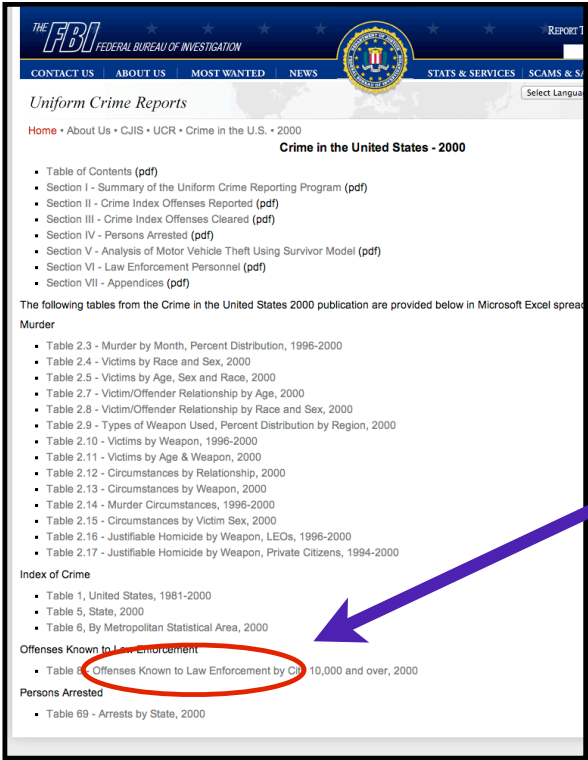 THE FBI FEDERAL BUREAU OF INVESTIGATION
REPORT T
CONTACT US | ABOUT US | MOST WANTED | NEWS | STATS & SERVICES | SCAMS & SA
Uniform Crime Reports
Select Langua
Home • About Us • CJIS • UCR • Crime in the U.S. • 2000
Crime in the United States - 2000
Table of Contents (pdf)
Section I - Summary of the Uniform Crime Reporting Program (pdf)
Section II - Crime Index Offenses Reported (pdf)
Section III - Crime Index Offenses Cleared (pdf)
Section IV - Persons Arrested (pdf)
Section V - Analysis of Motor Vehicle Theft Using Survivor Model (pdf)
Section VI - Law Enforcement Personnel (pdf)
Section VII - Appendices (pdf)
The following tables from the Crime in the United States 2000 publication are provided below in Microsoft Excel spread
Murder
Table 2.3 - Murder by Month, Percent Distribution, 1996-2000
Table 2.4 - Victims by Race and Sex, 2000
Table 2.5 - Victims by Age, Sex and Race, 2000
Table 2.7 - Victim/Offender Relationship by Age, 2000
Table 2.8 - Victim/Offender Relationship by Race and Sex, 2000
Table 2.9 - Types of Weapon Used, Percent Distribution by Region, 2000
Table 2.10 - Victims by Weapon, 1996-2000
Table 2.11 - Victims by Age & Weapon, 2000
Table 2.12 - Circumstances by Relationship, 2000
Table 2.13 - Circumstances by Weapon, 2000
Table 2.14 - Murder Circumstances, 1996-2000
Table 2.15 - Circumstances by Victim Sex, 2000
Table 2.16 - Justifiable Homicide by Weapon, LEOs, 1996-2000
Table 2.17 - Justifiable Homicide by Weapon, Private Citizens, 1994-2000
Index of Crime
Table 1, United States, 1981-2000
Table 5, State, 2000
Table 6, By Metropolitan Statistical Area, 2000
Offenses Known to Law Enforcement
Table 8 - Offenses Known to Law Enforcement by City 10,000 and over, 2000
Persons Arrested
Table 69 - Arrests by State, 2000